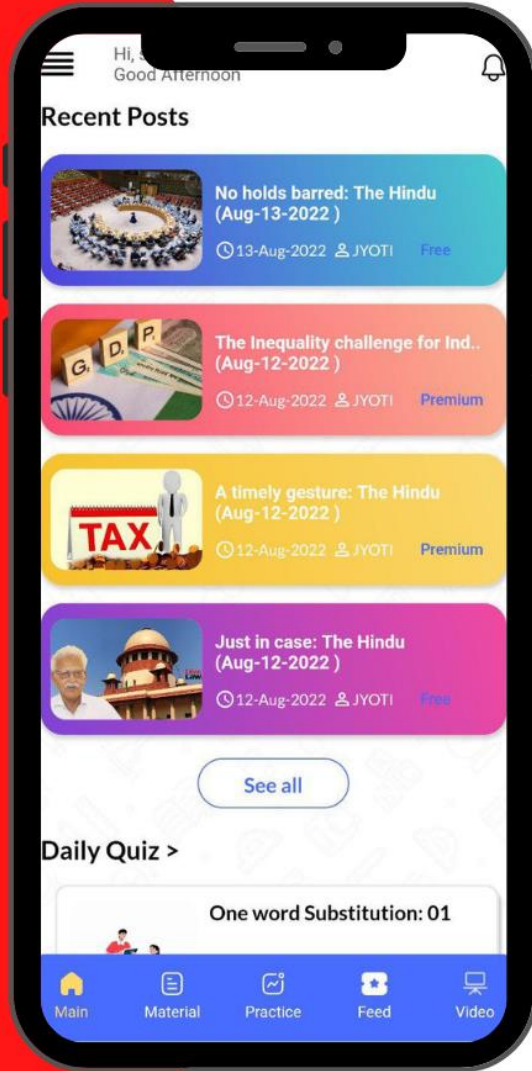 Hi,
Good Afternoon
Recent Posts
No holds barred: The Hindu
(Aug-13-2022 )
13-Aug-2022 JYOTI Free
G D P
The Inequality challenge for Ind..
(Aug-12-2022 )
12-Aug-2022 JYOTI Premium
TAX
A timely gesture: The Hindu
(Aug-12-2022 )
12-Aug-2022 JYOTI Premium
Just in case: The Hindu
(Aug-12-2022 )
12-Aug-2022 JYOTI Free
See all
Daily Quiz >
One word Substitution: 01
Main Material Practice Feed Video